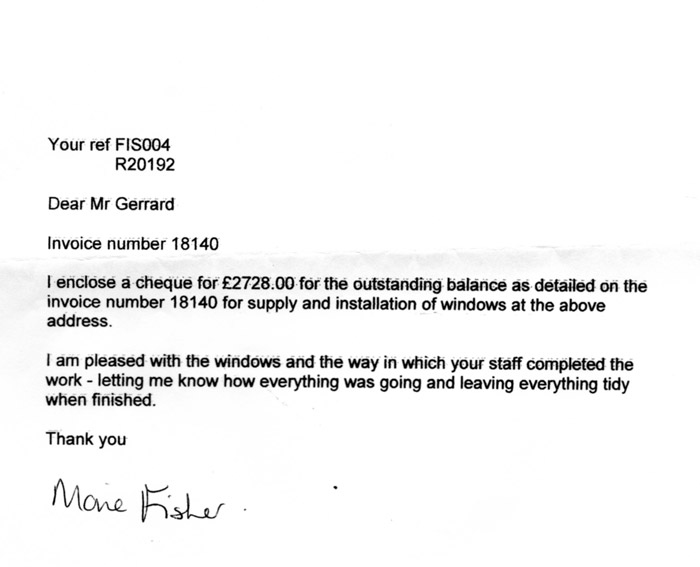 Your ref FIS004
R20192
Dear Mr Gerrard
Invoice number 18140
I enclose a cheque for £2728.00 for the outstanding balance as detailed on the
invoice number 18140 for supply and installation of windows at the above
address.
I am pleased with the windows and the way in which your staff completed the
work - letting me know how everything was going and leaving everything tidy
when finished.
Thank you
Marie Fisher.